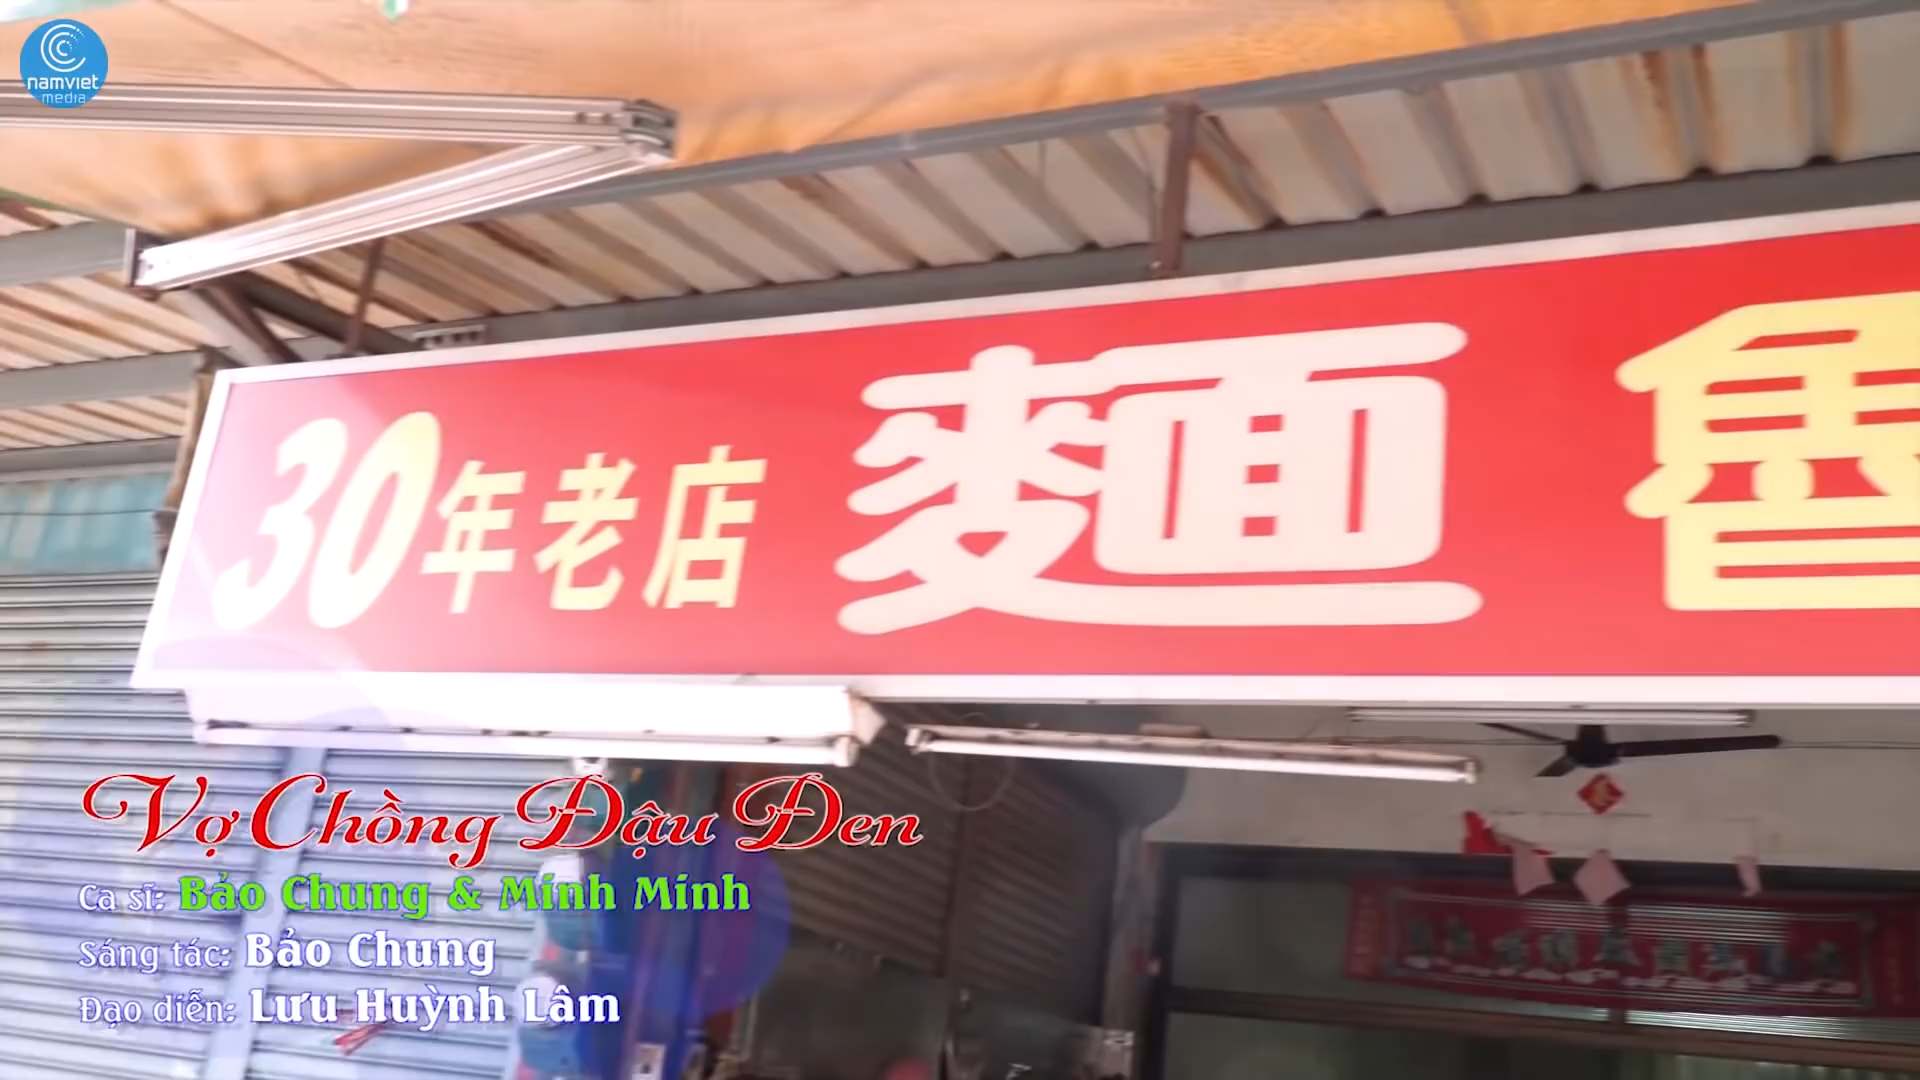 namviet
media
30年老店 麵 魯
Vợ Chồng Đậu Đen
Ca sĩ: Bảo Chung & Minh Minh
Sáng tác: Bảo Chung
Đạo diễn: Lưu Huỳnh Lâm